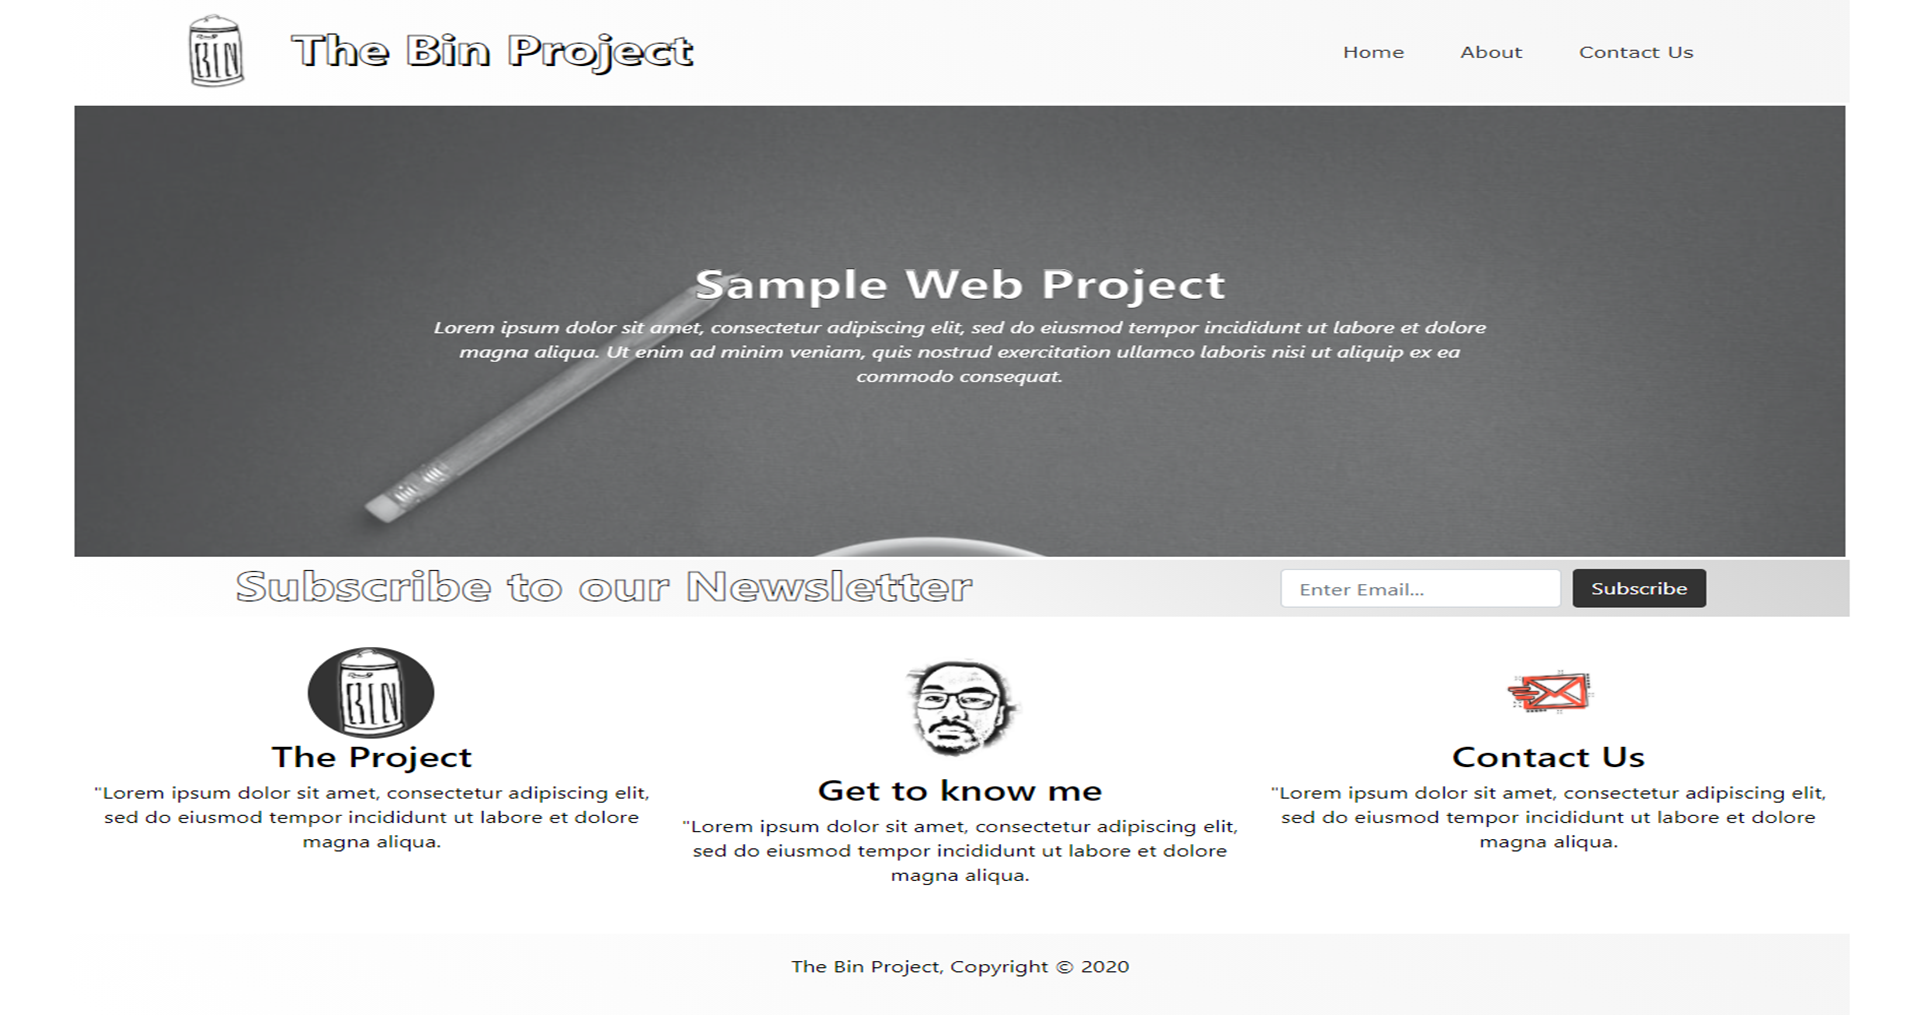 BIN
The Bin Project
Home
About
Contact Us
Sample Web Project
Lorem ipsum dolor sit amet, consectetur adipiscing elit, sed do eiusmod tempor incididunt ut labore et dolore
magna aliqua. Ut enim ad minim veniam, quis nostrud exercitation ullamco laboris nisi ut aliquip ex ea
commodo consequat.
Subscribe to our Newsletter
Enter Email...
Subscribe
BIN
The Project
"Lorem ipsum dolor sit amet, consectetur adipiscing elit,
sed do eiusmod tempor incididunt ut labore et dolore
magna aliqua.
Get to know me
"Lorem ipsum dolor sit amet, consectetur adipiscing elit,
sed do eiusmod tempor incididunt ut labore et dolore
magna aliqua.
Contact Us
"Lorem ipsum dolor sit amet, consectetur adipiscing elit,
sed do eiusmod tempor incididunt ut labore et dolore
magna aliqua.
The Bin Project, Copyright © 2020